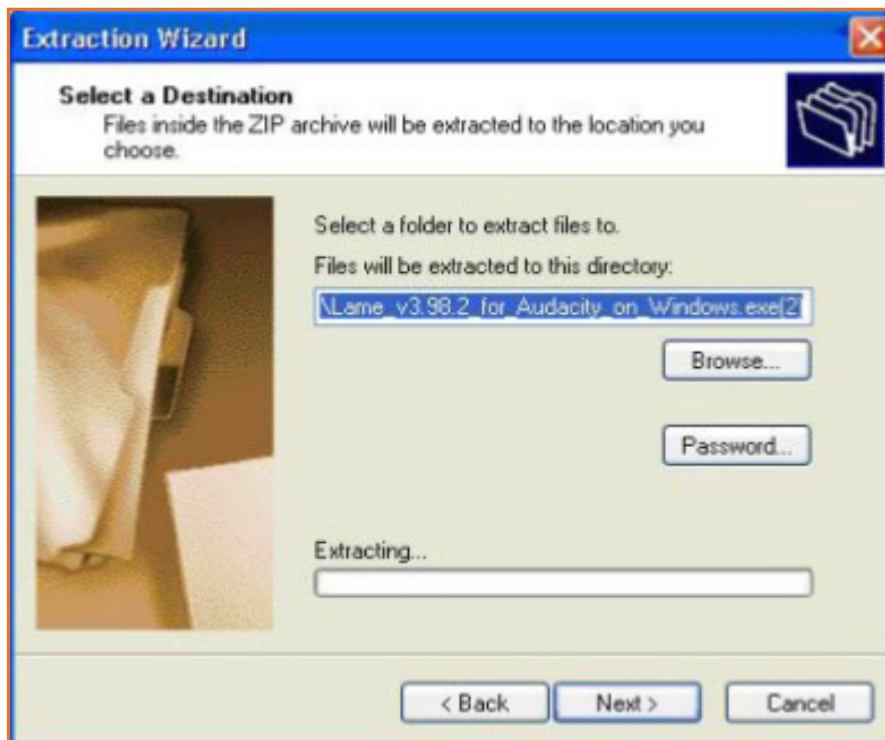 Extraction Wizard
Select a Destination
Files inside the ZIP archive will be extracted to the location you
choose.
Select a folder to extract files to.
Files will be extracted to this directory:
\Lame_v3.98.2_for_Audacity_on_Windows.exe(2)
Browse...
Password...
Extracting...
< Back
Next >
Cancel